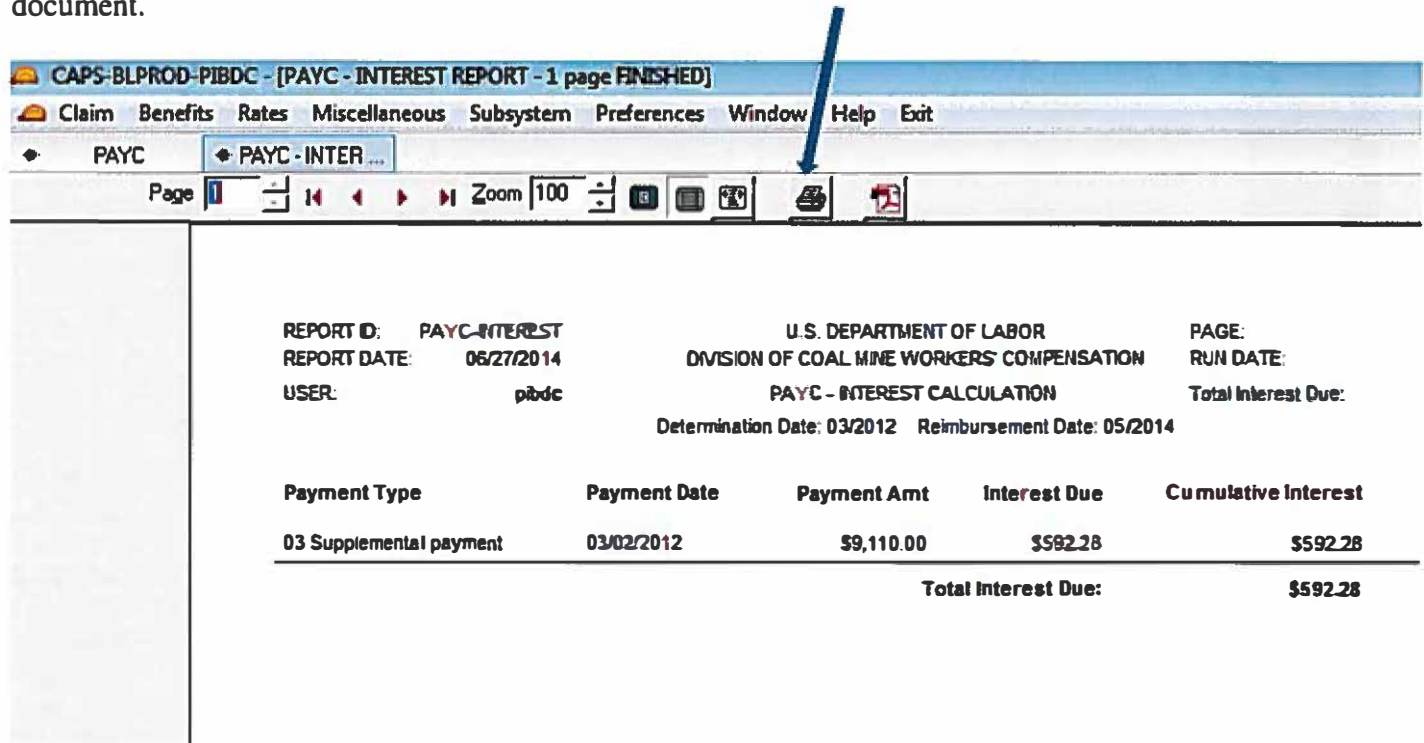 document.
CAPS-BLPROD-PIBDC - [PAYC - INTEREST REPORT - 1 page FINISHED]
Claim Benefits Rates Miscellaneous Subsystem Preferences Window Help Exit
PAYC PAYC - INTER ...
Page 1 Zoom 100
REPORT ID: PAYC-INTEREST U.S. DEPARTMENT OF LABOR PAGE:
REPORT DATE: 06/27/2014 DIVISION OF COAL MINE WORKERS' COMPENSATION RUN DATE:
USER: pibdc PAYC - INTEREST CALCULATION Total Interest Due:
Determination Date: 03/2012 Reimbursement Date: 05/2014
Payment Type Payment Date Payment Amt Interest Due Cumulative Interest
03 Supplemental payment 03/02/2012 $9,110.00 $592.28 $592.28
Total Interest Due: $592.28